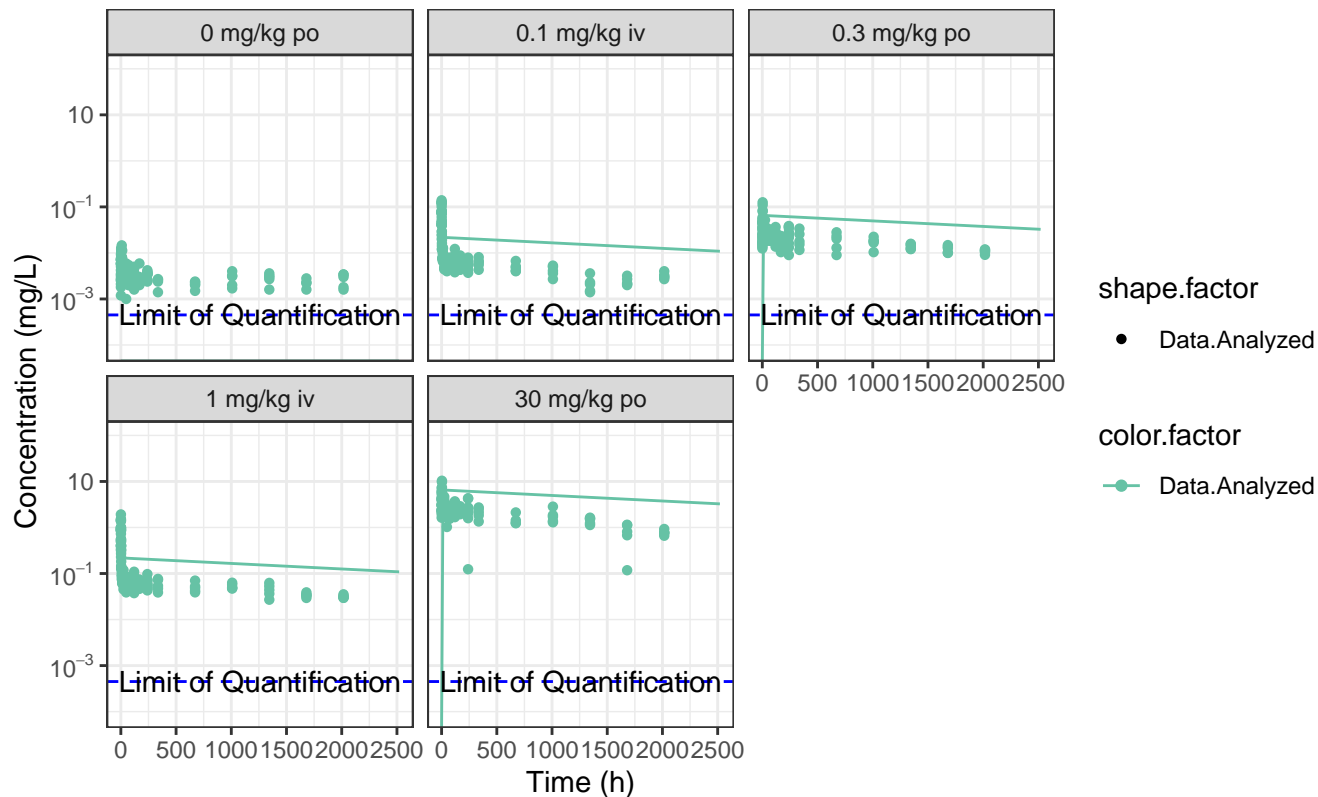 0 mg/kg po
0.1 mg/kg iv
0.3 mg/kg po
10
10⁻¹
10⁻³
Limit of Quantification
Limit of Quantification
Limit of Quantification
0 500 1000 1500 2000 2500
1 mg/kg iv
30 mg/kg po
10
10⁻¹
10⁻³
Limit of Quantification
Limit of Quantification
0 500 1000 1500 2000 2500
0 500 1000 1500 2000 2500
Time (h)
Concentration (mg/L)
shape.factor
Data.Analyzed
color.factor
Data.Analyzed